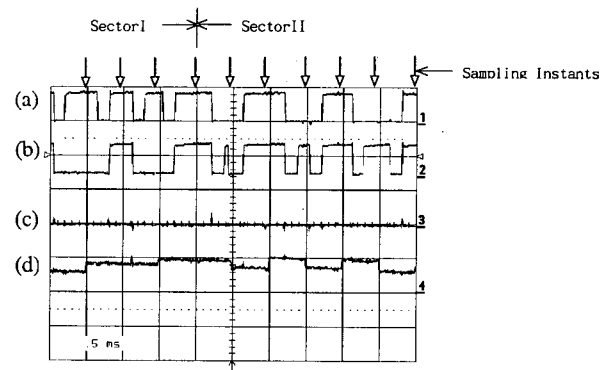 SectorI SectorII
Sampling Instants
(a)
1
(b)
2
(c)
3
(d)
4
.5 ms